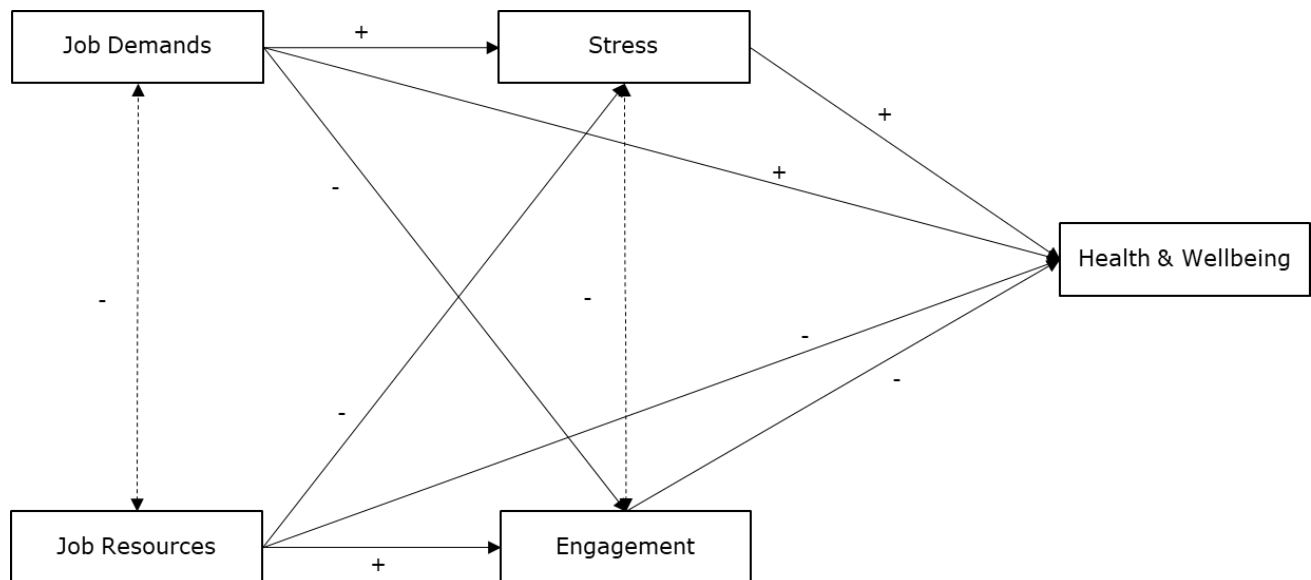 Job Demands
+
Stress
+
+
-
Health & Wellbeing
-
-
-
-
-
Job Resources
+
Engagement